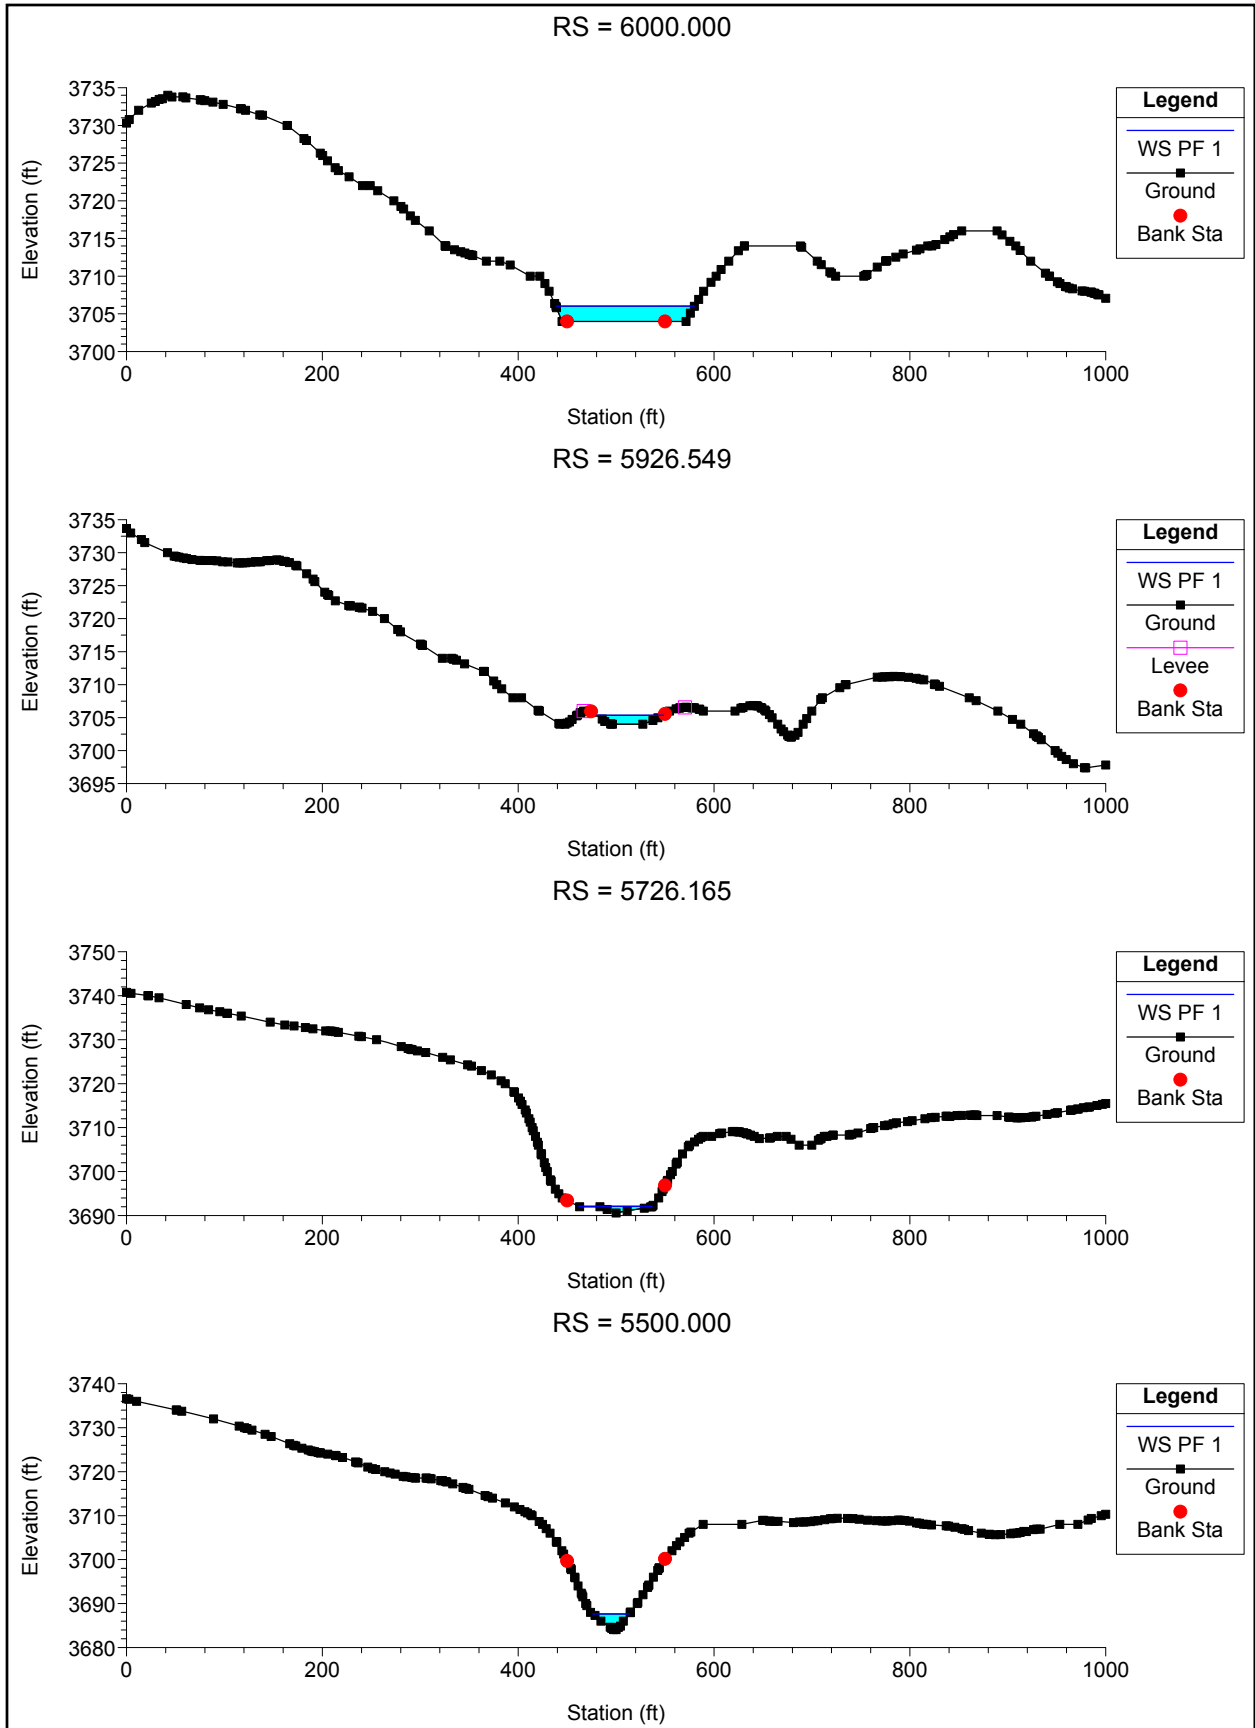 RS = 6000.000
Elevation (ft)
3735
3730
3725
3720
3715
3710
3705
3700
0 200 400 600 800 1000
Station (ft)
Legend
WS PF 1
Ground
Bank Sta
RS = 5926.549
Elevation (ft)
3735
3730
3725
3720
3715
3710
3705
3700
3695
0 200 400 600 800 1000
Station (ft)
Legend
WS PF 1
Ground
Levee
Bank Sta
RS = 5726.165
Elevation (ft)
3750
3740
3730
3720
3710
3700
3690
0 200 400 600 800 1000
Station (ft)
Legend
WS PF 1
Ground
Bank Sta
RS = 5500.000
Elevation (ft)
3740
3730
3720
3710
3700
3690
3680
0 200 400 600 800 1000
Station (ft)
Legend
WS PF 1
Ground
Bank Sta